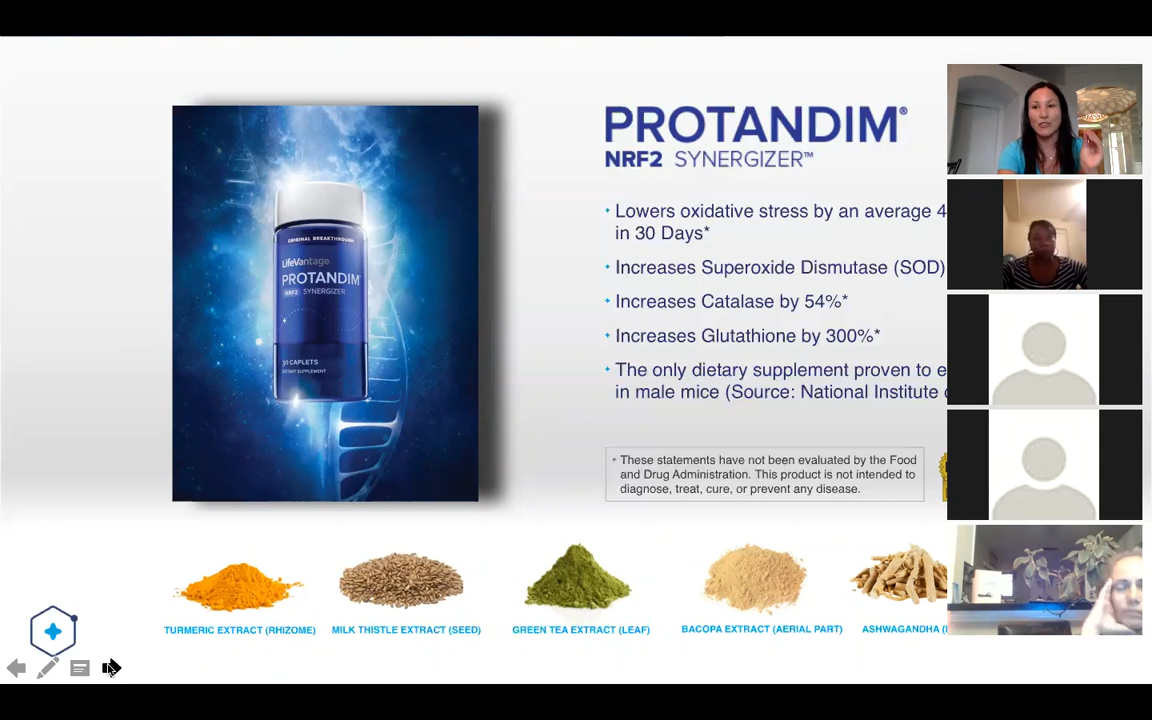 PROTANDIM®
NRF2 SYNERGIZER™
Lowers oxidative stress by an average 4
in 30 Days*
Increases Superoxide Dismutase (SOD)
Increases Catalase by 54%*
Increases Glutathione by 300%*
The only dietary supplement proven to e
in male mice (Source: National Institute
* These statements have not been evaluated by the Food
and Drug Administration. This product is not intended to
diagnose, treat, cure, or prevent any disease.
ORIGINAL BREAKTHROUGH
LifeVantage
PROTANDIM
NRF2 SYNERGIZER
30 CAPLETS
DIETARY SUPPLEMENT
TURMERIC EXTRACT (RHIZOME)
MILK THISTLE EXTRACT (SEED)
GREEN TEA EXTRACT (LEAF)
BACOPA EXTRACT (AERIAL PART)
ASHWAGANDHA